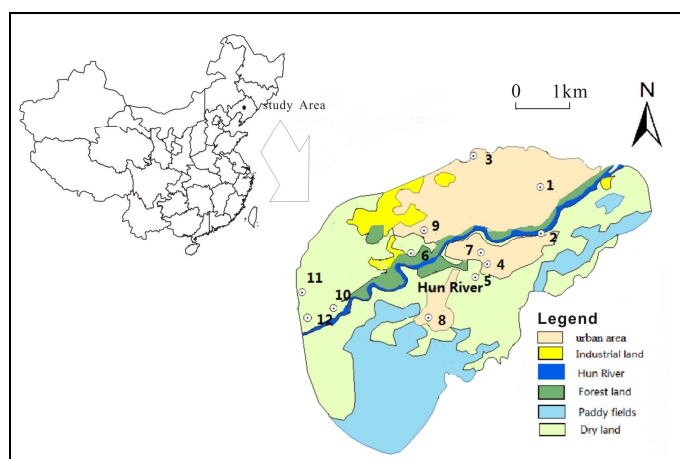 study Area
0 1km
N
3
1
2
9
7
6
4
5
Hun River
11
10
12
8
Legend
urban area
Industrial land
Hun River
Forest land
Paddy fields
Dry land